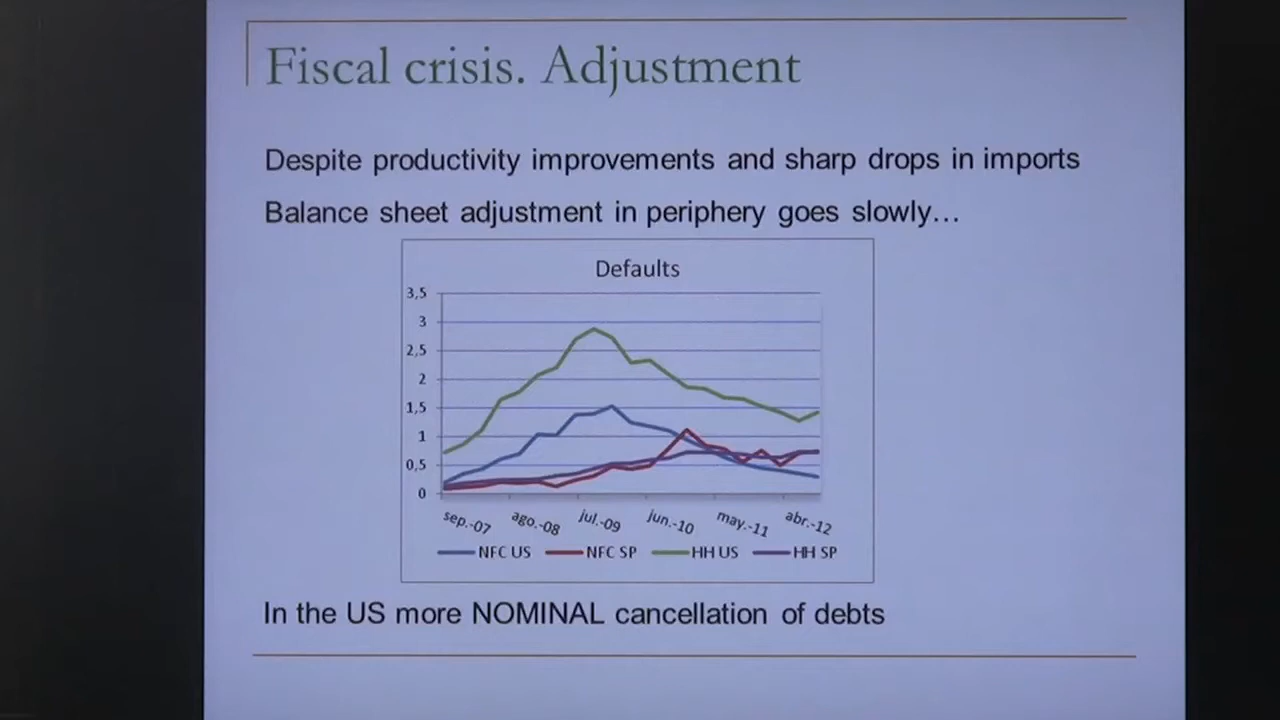 Fiscal crisis. Adjustment
Despite productivity improvements and sharp drops in imports
Balance sheet adjustment in periphery goes slowly…
Defaults
3,5
3
2,5
2
1,5
1
0,5
0
sep.-07 ago.-08 jul.-09 jun.-10 may.-11 abr.-12
NFC US NFC SP HH US HH SP
In the US more NOMINAL cancellation of debts